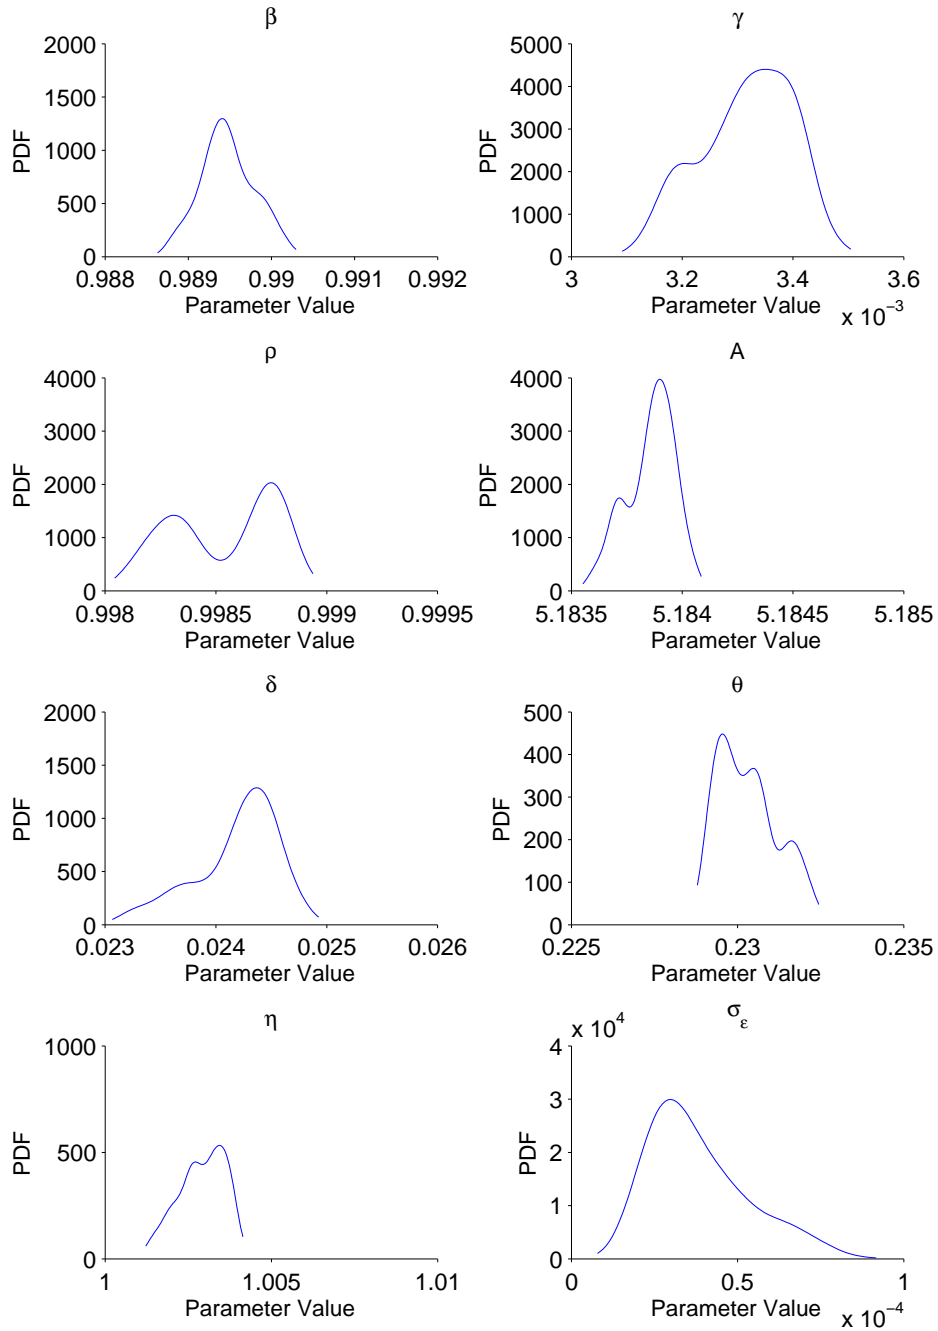 β
2000
1500
1000
500
0
PDF
0.988 0.989 0.99 0.991 0.992
Parameter Value
γ
5000
4000
3000
2000
1000
0
PDF
3 3.2 3.4 3.6
Parameter Value
x 10⁻³
ρ
4000
3000
2000
1000
0
PDF
0.998 0.9985 0.999 0.9995
Parameter Value
A
4000
3000
2000
1000
0
PDF
5.1835 5.184 5.1845 5.185
Parameter Value
δ
2000
1500
1000
500
0
PDF
0.023 0.024 0.025 0.026
Parameter Value
θ
500
400
300
200
100
0
PDF
0.225 0.23 0.235
Parameter Value
η
1000
500
0
PDF
1 1.005 1.01
Parameter Value
σ_ε
x 10⁴
4
3
2
1
0
PDF
0 0.5 1
Parameter Value
x 10⁻⁴